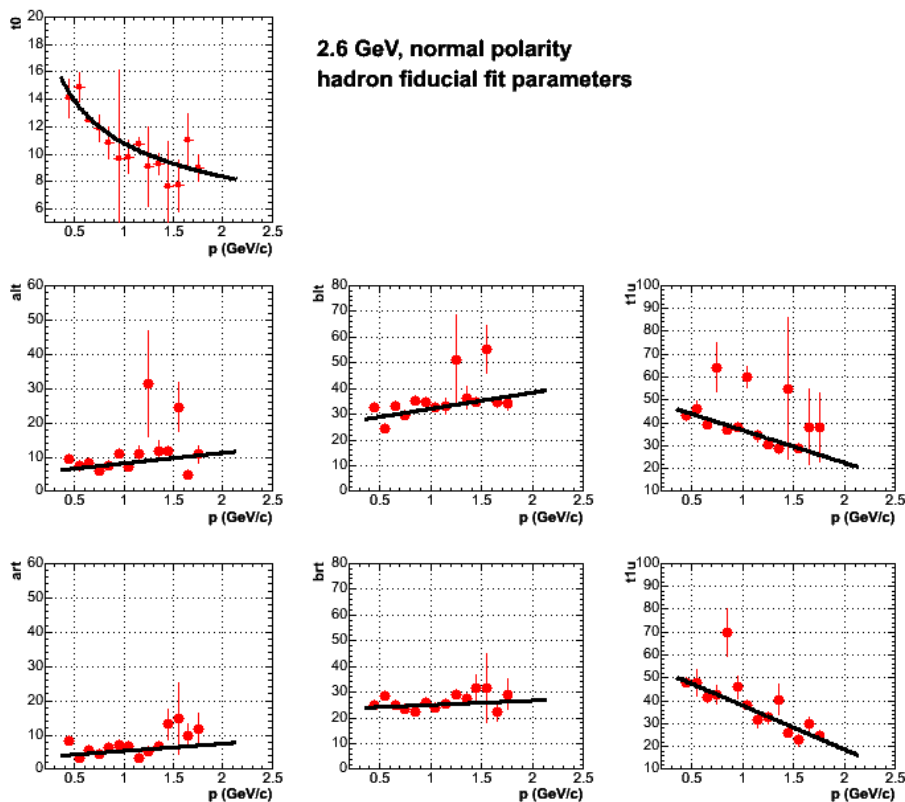 t0
20
18
16
14
12
10
8
6
0.5 1 1.5 2 2.5
p (GeV/c)
2.6 GeV, normal polarity
hadron fiducial fit parameters
alt
60
50
40
30
20
10
0
0.5 1 1.5 2 2.5
p (GeV/c)
blt
80
70
60
50
40
30
20
10
0
0.5 1 1.5 2 2.5
p (GeV/c)
t1u
100
90
80
70
60
50
40
30
20
10
0.5 1 1.5 2 2.5
p (GeV/c)
art
60
50
40
30
20
10
0
0.5 1 1.5 2 2.5
p (GeV/c)
brt
80
70
60
50
40
30
20
10
0
0.5 1 1.5 2 2.5
p (GeV/c)
t1u
100
90
80
70
60
50
40
30
20
10
0.5 1 1.5 2 2.5
p (GeV/c)